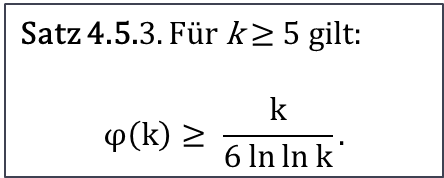 Satz 4.5.3. Für k ≥ 5 gilt:
φ(k) ≥ k / (6 ln ln k).